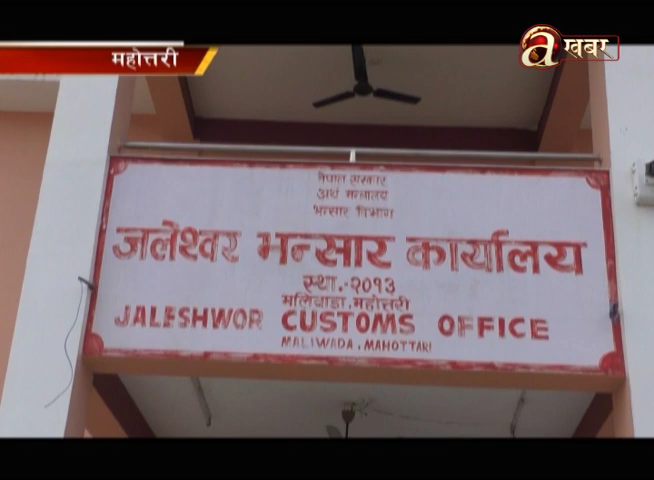 महोत्तरी
a खबर
नेपाल सरकार
अर्थ मन्त्रालय
भन्सार विभाग
जलेश्वर भन्सार कार्यालय
स्था.-२०१३
मलिवाडा,महोत्तरी
JALESHWOR CUSTOMS OFFICE
MALIWADA, MAHOTTARI